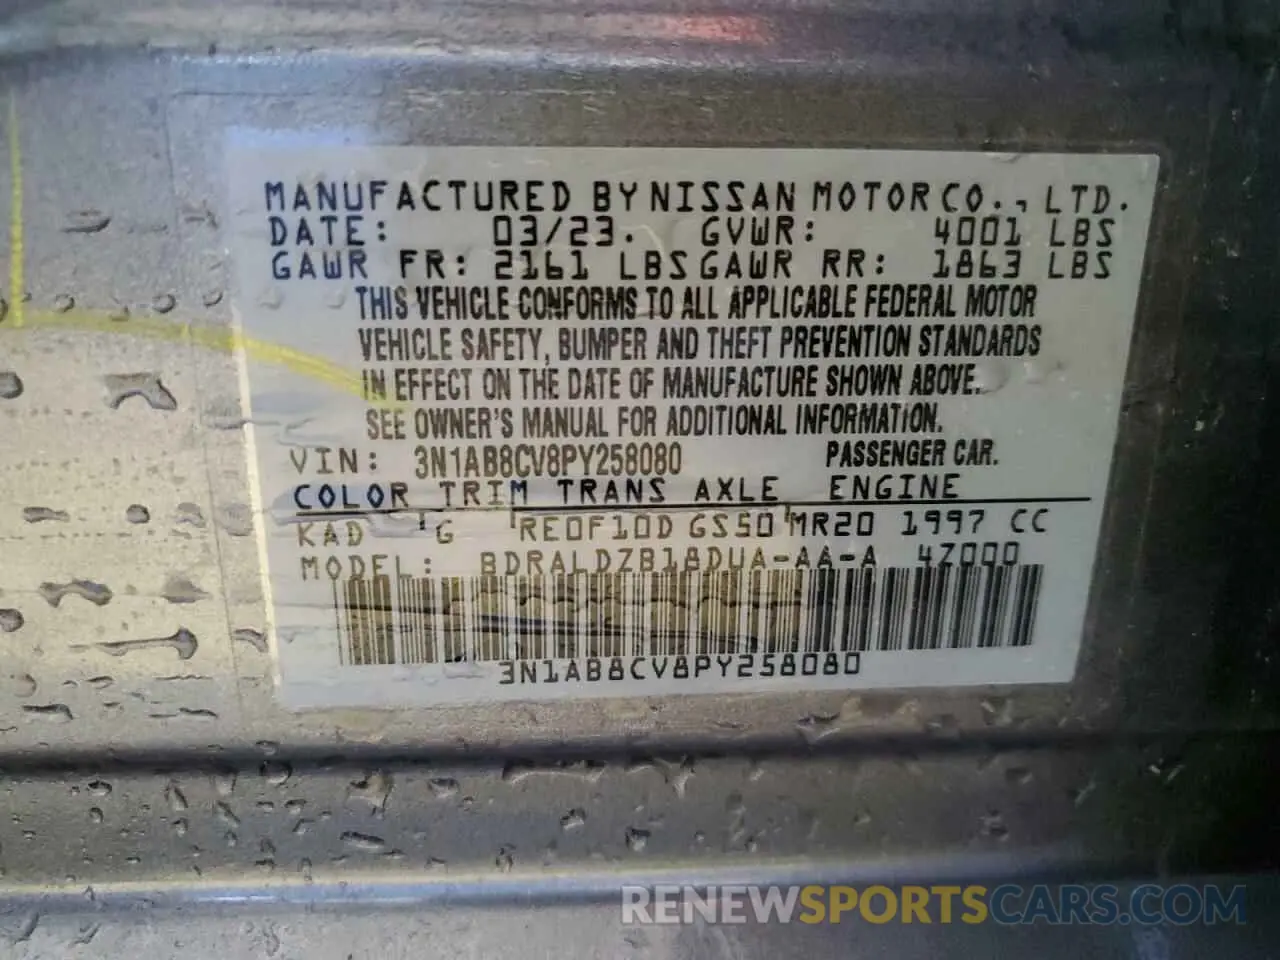 MANUFACTURED BY NISSAN MOTOR CO., LTD.
DATE: 03/23. GVWR: 4001 LBS
GAWR FR: 2161 LBS GAWR RR: 1863 LBS
THIS VEHICLE CONFORMS TO ALL APPLICABLE FEDERAL MOTOR
VEHICLE SAFETY, BUMPER AND THEFT PREVENTION STANDARDS
IN EFFECT ON THE DATE OF MANUFACTURE SHOWN ABOVE.
SEE OWNER'S MANUAL FOR ADDITIONAL INFORMATION.
VIN: 3N1AB8CV8PY258080 PASSENGER CAR.
COLOR TRIM TRANS AXLE ENGINE
KAD G RE0F10D GS50 MR20 1997 CC
MODEL: BDRALDZB18DUA-AA-A 4Z000
3N1AB8CV8PY258080
RENEWSPORTSCARS.COM